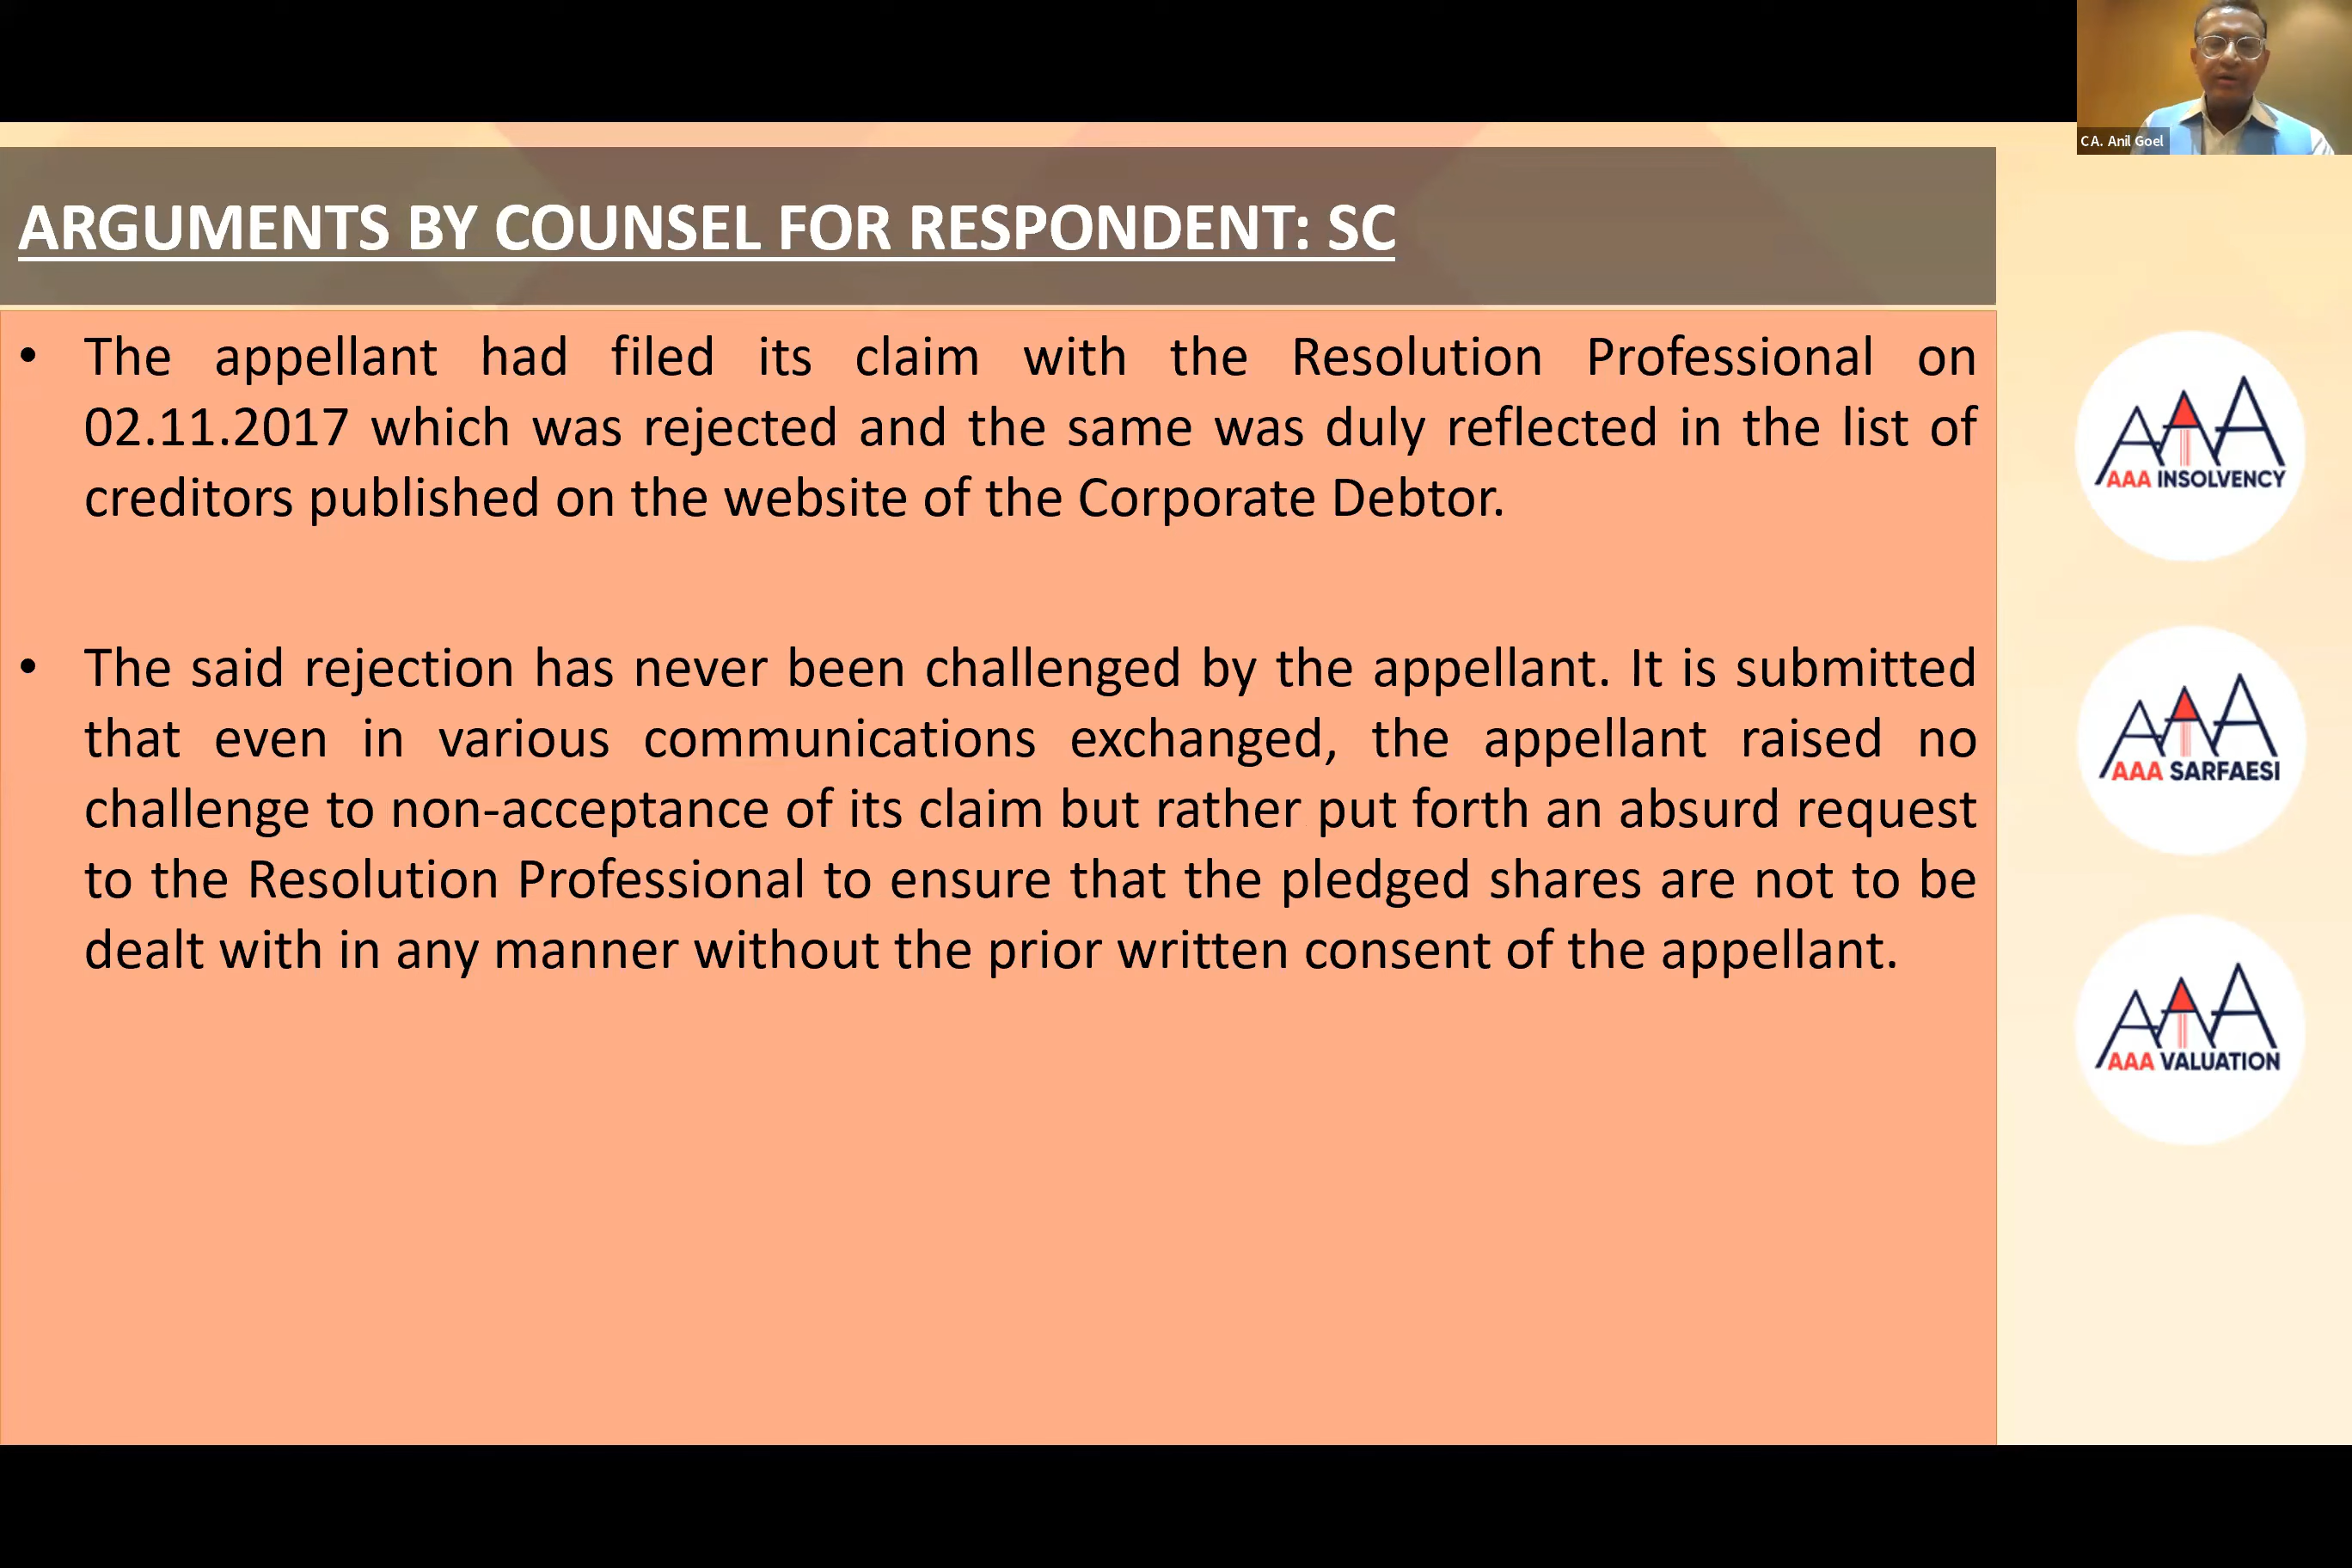 CA. Anil Goel
ARGUMENTS BY COUNSEL FOR RESPONDENT: SC
• The appellant had filed its claim with the Resolution Professional on
02.11.2017 which was rejected and the same was duly reflected in the list of
creditors published on the website of the Corporate Debtor.
• The said rejection has never been challenged by the appellant. It is submitted
that even in various communications exchanged, the appellant raised no
challenge to non-acceptance of its claim but rather put forth an absurd request
to the Resolution Professional to ensure that the pledged shares are not to be
dealt with in any manner without the prior written consent of the appellant.
AAA
AAA INSOLVENCY
AAA
AAA SARFAESI
AAA
AAA VALUATION